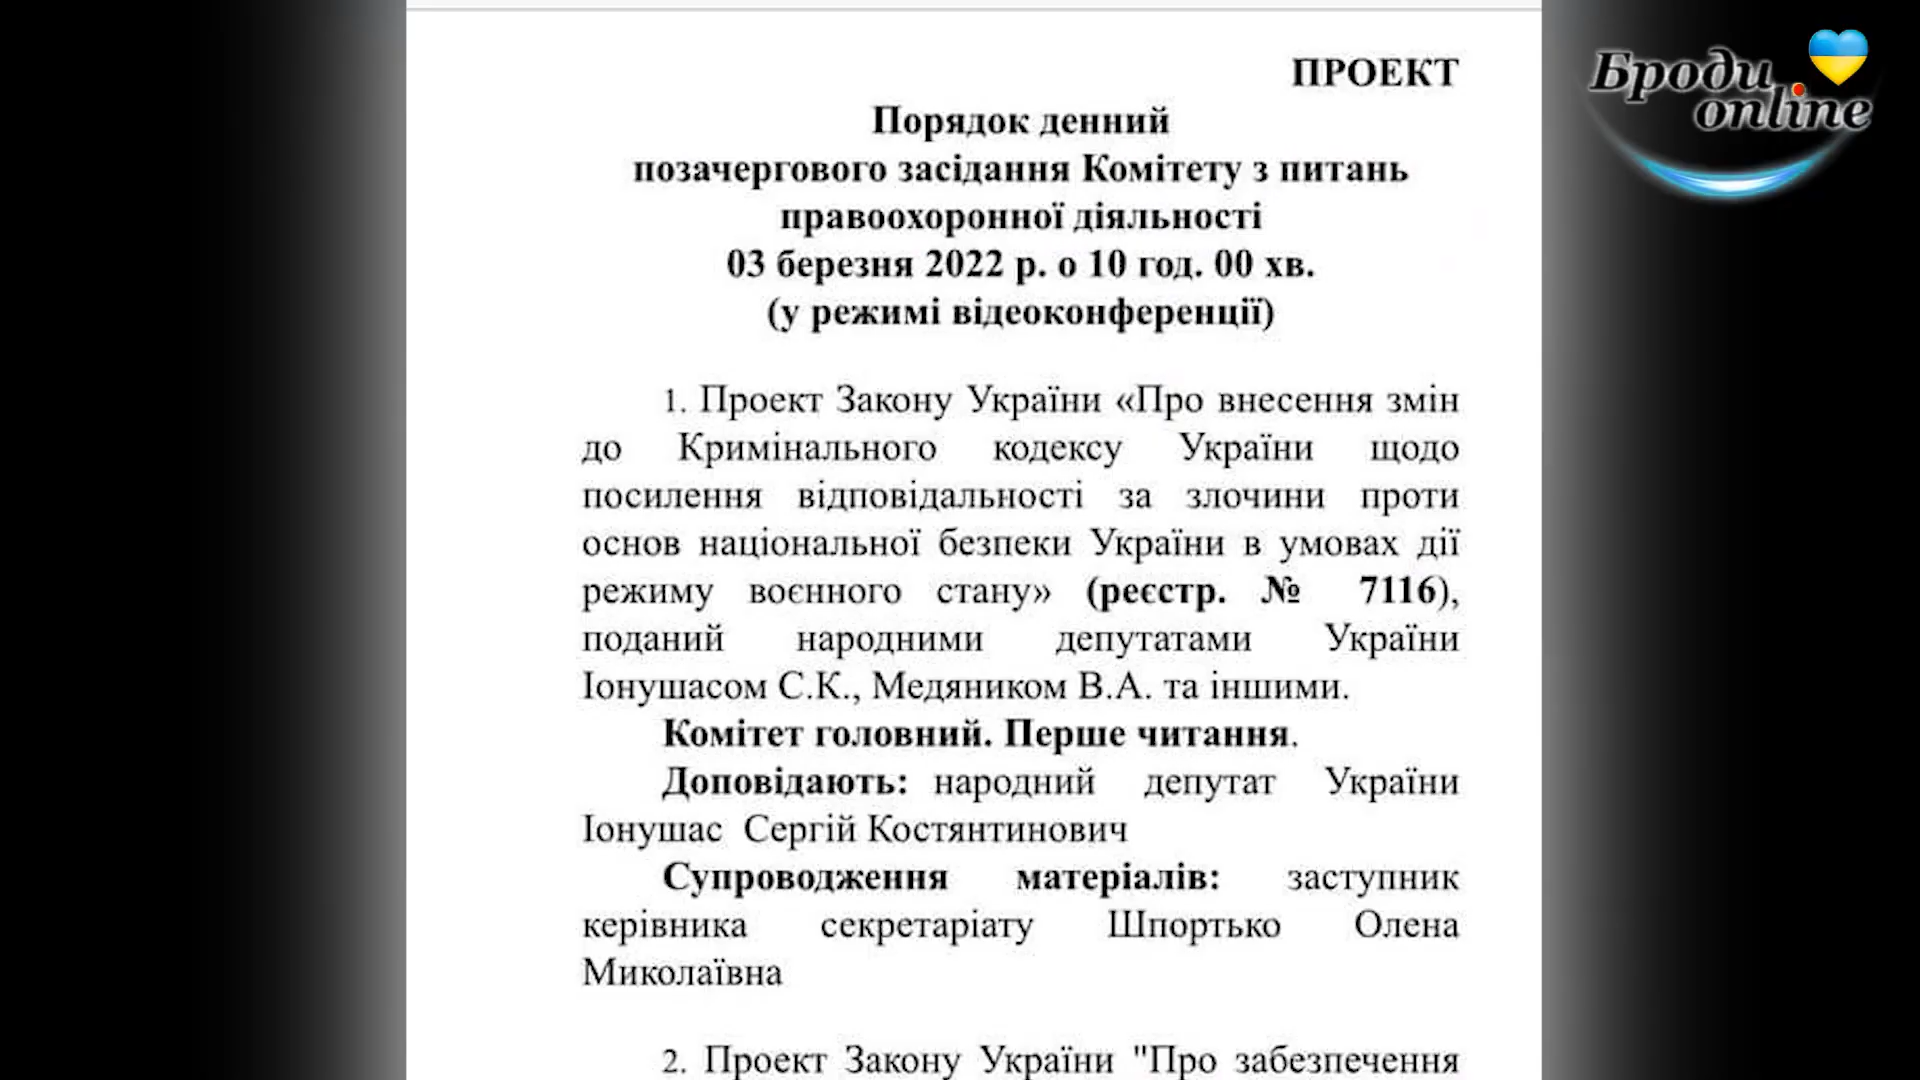 ПРОЕКТ
Порядок денний
позачергового засідання Комітету з питань
правоохоронної діяльності
03 березня 2022 р. о 10 год. 00 хв.
(у режимі відеоконференції)
1. Проект Закону України «Про внесення змін
до Кримінального кодексу України щодо
посилення відповідальності за злочини проти
основ національної безпеки України в умовах дії
режиму воєнного стану» (реєстр. № 7116),
поданий народними депутатами України
Іонушасом С.К., Медяником В.А. та іншими.
Комітет головний. Перше читання.
Доповідають: народний депутат України
Іонушас Сергій Костянтинович
Супроводження матеріалів: заступник
керівника секретаріату Шпортько Олена
Миколаївна
2. Проект Закону України "Про забезпечення
Броди
online